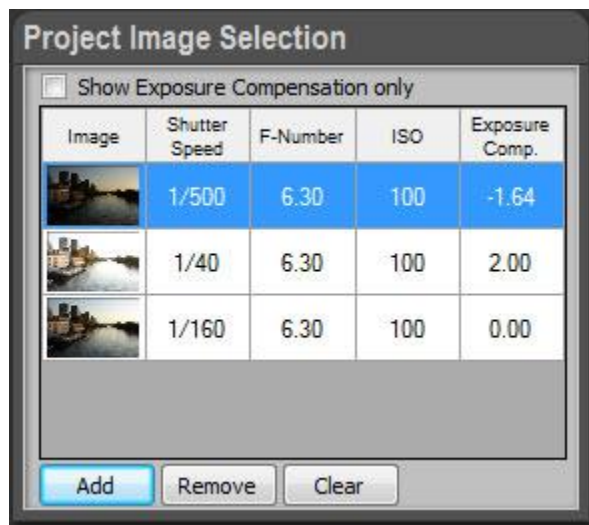 Project Image Selection
Show Exposure Compensation only
Image Shutter Speed F-Number ISO Exposure Comp.
1/500 6.30 100 -1.64
1/40 6.30 100 2.00
1/160 6.30 100 0.00
Add Remove Clear